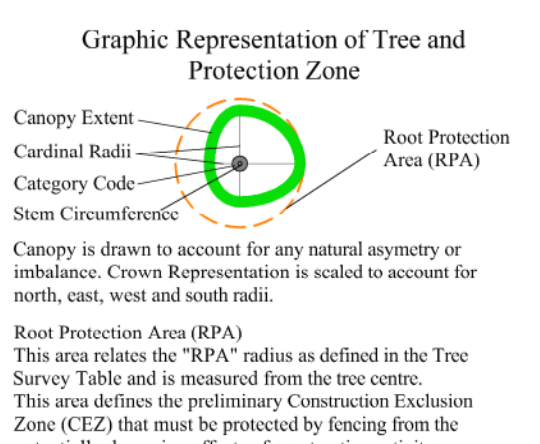 Graphic Representation of Tree and
Protection Zone
Canopy Extent
Cardinal Radii
Category Code
Stem Circumference
Root Protection
Area (RPA)
Canopy is drawn to account for any natural asymetry or
imbalance. Crown Representation is scaled to account for
north, east, west and south radii.
Root Protection Area (RPA)
This area relates the "RPA" radius as defined in the Tree
Survey Table and is measured from the tree centre.
This area defines the preliminary Construction Exclusion
Zone (CEZ) that must be protected by fencing from the